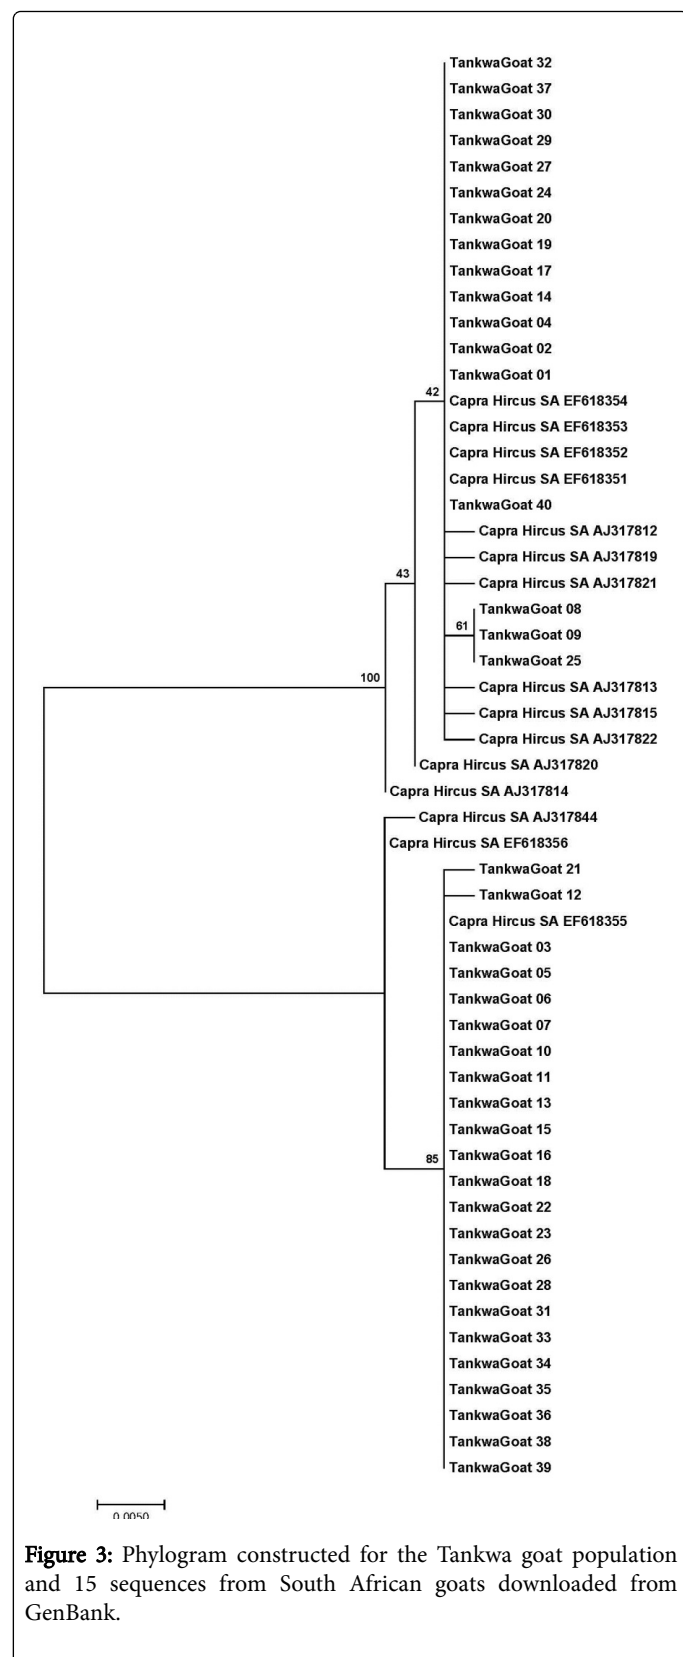 TankwaGoat 32
TankwaGoat 37
TankwaGoat 30
TankwaGoat 29
TankwaGoat 27
TankwaGoat 24
TankwaGoat 20
TankwaGoat 19
TankwaGoat 17
TankwaGoat 14
TankwaGoat 04
TankwaGoat 02
TankwaGoat 01
42
Capra Hircus SA EF618354
Capra Hircus SA EF618353
Capra Hircus SA EF618352
Capra Hircus SA EF618351
TankwaGoat 40
Capra Hircus SA AJ317812
Capra Hircus SA AJ317819
43
Capra Hircus SA AJ317821
TankwaGoat 08
61
TankwaGoat 09
TankwaGoat 25
100
Capra Hircus SA AJ317813
Capra Hircus SA AJ317815
Capra Hircus SA AJ317822
Capra Hircus SA AJ317820
Capra Hircus SA AJ317814
Capra Hircus SA AJ317844
Capra Hircus SA EF618356
TankwaGoat 21
TankwaGoat 12
Capra Hircus SA EF618355
TankwaGoat 03
TankwaGoat 05
TankwaGoat 06
TankwaGoat 07
TankwaGoat 10
TankwaGoat 11
TankwaGoat 13
TankwaGoat 15
85
TankwaGoat 16
TankwaGoat 18
TankwaGoat 22
TankwaGoat 23
TankwaGoat 26
TankwaGoat 28
TankwaGoat 31
TankwaGoat 33
TankwaGoat 34
TankwaGoat 35
TankwaGoat 36
TankwaGoat 38
TankwaGoat 39
0.0050
Figure 3: Phylogram constructed for the Tankwa goat population
and 15 sequences from South African goats downloaded from
GenBank.